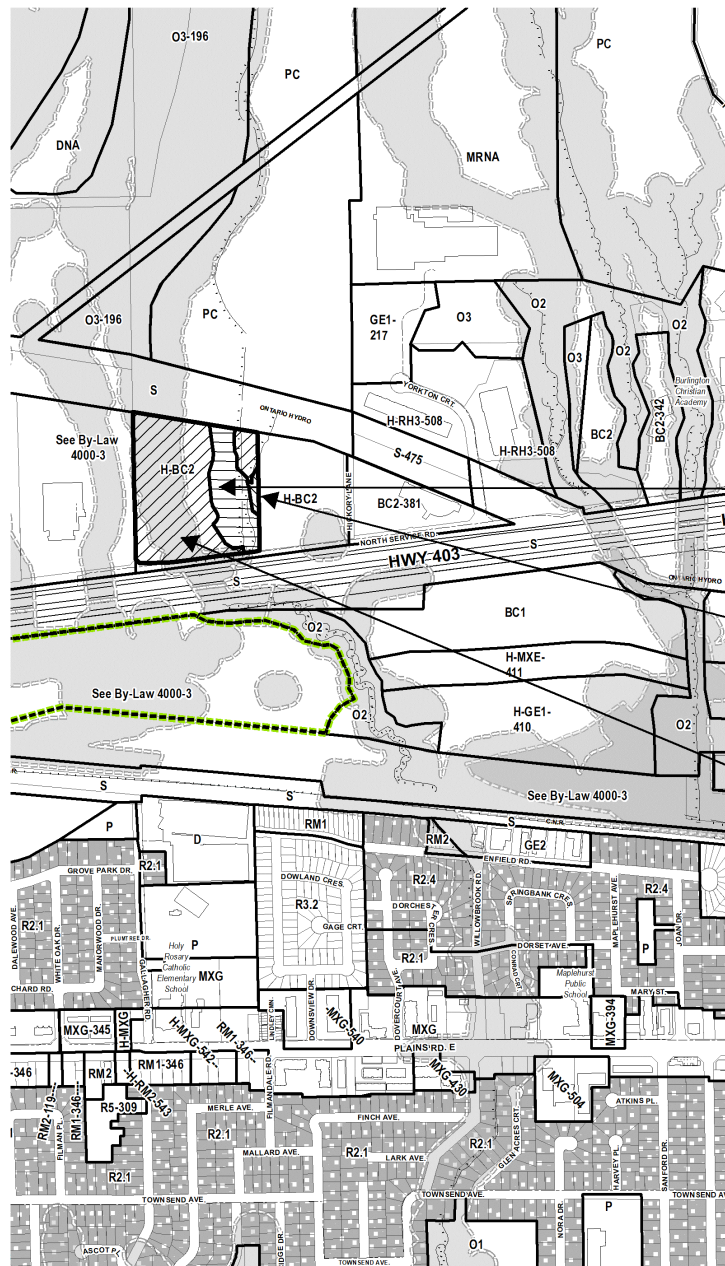 O3-196
PC
PC
DNA
MRNA
O3-196
PC
GE1-
217
O3
O2
O2
O3
O2
BC2
BC2-342
Burlington
Christian
Academy
S
YORKTON CRT.
ONTARIO HYDRO
H-RH3-508
H-RH3-508
See By-Law
4000-3
S-475
H-BC2
H-BC2
HICKORY LANE
BC2-381
NORTH SERVICE RD.
HWY 403
S
S
ONTARIO HYDRO
BC1
O2
H-MXE-
411
See By-Law 4000-3
H-GE1-
410
O2
O2
See By-Law 4000-3
S
S
S
C.N.R.
P
D
RM1
RM2
GE2
ENFIELD RD.
R2.1
GROVE PARK DR.
DOWLAND CRES.
R2.4
R2.4
R3.2
DORCHESTER CRES.
WILLOWBROOK RD.
SPRINGBANK CRES.
MAPLEHURST AVE.
JOAN DR.
DALEWOOD AVE.
R2.1
WHITE OAK DR.
MANORWOOD DR.
PLUMTREE DR.
P
GAGE CRT.
R2.1
DORSET AVE.
P
Holy
Rosary
Catholic
Elementary
School
GALLAGHER RD.
MXG
CONRAD CRT.
Maplehurst
Public
School
MARY ST.
CHARD RD.
DOWNSVIEW DR.
DOVERCOURT AVE.
MXG-345
H-MXG
H-MXG-542--
RM1-346--
LINDLEY CMN.
MXG-540
MXG
MXG-394
PLAINS RD. E
-346
RM2
RM1-346
--H-RM2-543
MXG-430
MXG-504
RM2-119---
RM1-346---
FILMAN PL.
R5-309
FILMANDALE RD.
MERLE AVE.
FINCH AVE.
ATKINS PL.
R2.1
R2.1
R2.1
R2.1
MALLARD AVE.
LARK AVE.
GLEN ACRES CRT.
HARVEY PL.
SANFORD DR.
R2.1
TOWNSEND AVE.
TOWNSEND AVE.
TOWNSEND AV
NORA DR.
P
O1
ASCOT PL.
IDGE DR.
TOWNSEND AVE.